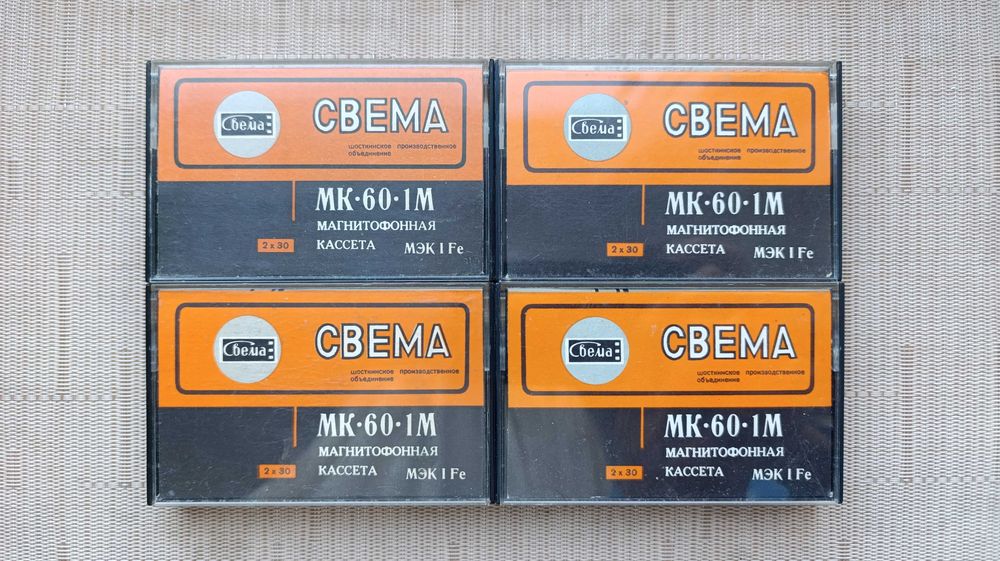 Свема
СВЕМА
шосткинское производственное
объединение
МК·60·1М
МАГНИТОФОННАЯ
КАССЕТА
2 x 30
МЭК I Fe
Свема
СВЕМА
шосткинское производственное
объединение
МК·60·1М
МАГНИТОФОННАЯ
КАССЕТА
2 x 30
МЭК I Fe
Свема
СВЕМА
шосткинское производственное
объединение
МК·60·1М
МАГНИТОФОННАЯ
КАССЕТА
2 x 30
МЭК I Fe
Свема
СВЕМА
шосткинское производственное
объединение
МК·60·1М
МАГНИТОФОННАЯ
КАССЕТА
2 x 30
МЭК I Fe